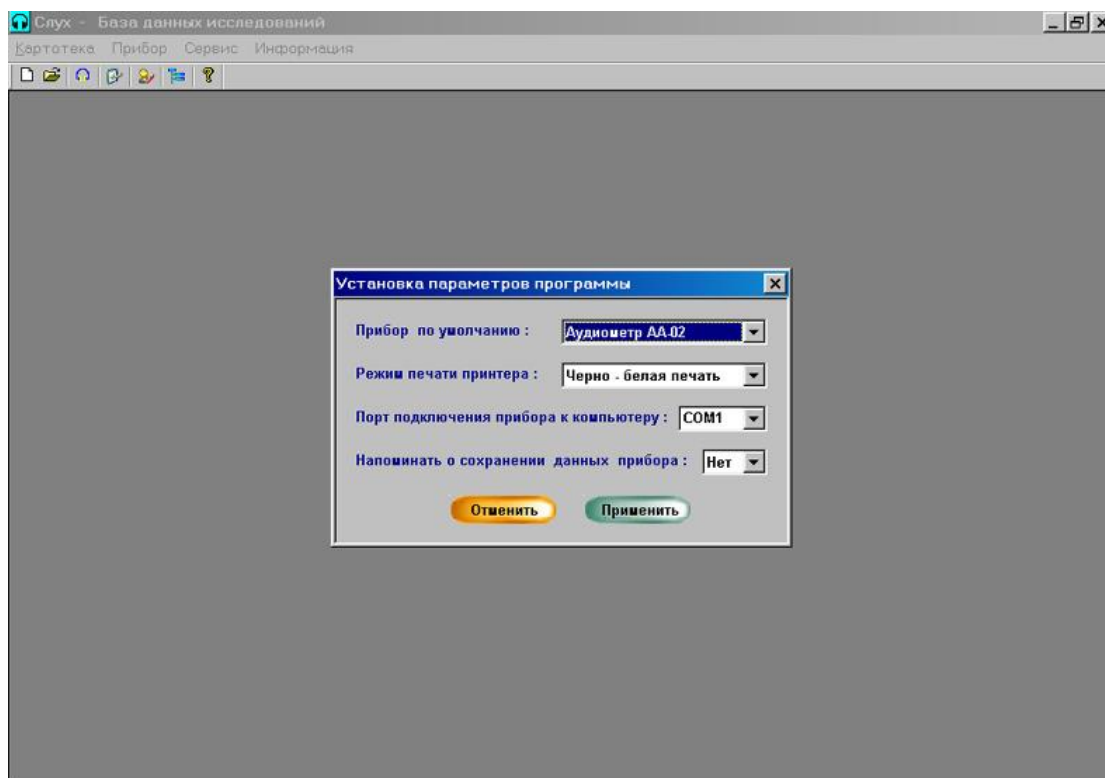 Слух - База данных исследований
Картотека Прибор Сервис Информация
Установка параметров программы
Прибор по умолчанию : Аудиометр АА-02
Режим печати принтера : Черно - белая печать
Порт подключения прибора к компьютеру : COM1
Напоминать о сохранении данных прибора : Нет
Отменить Применить